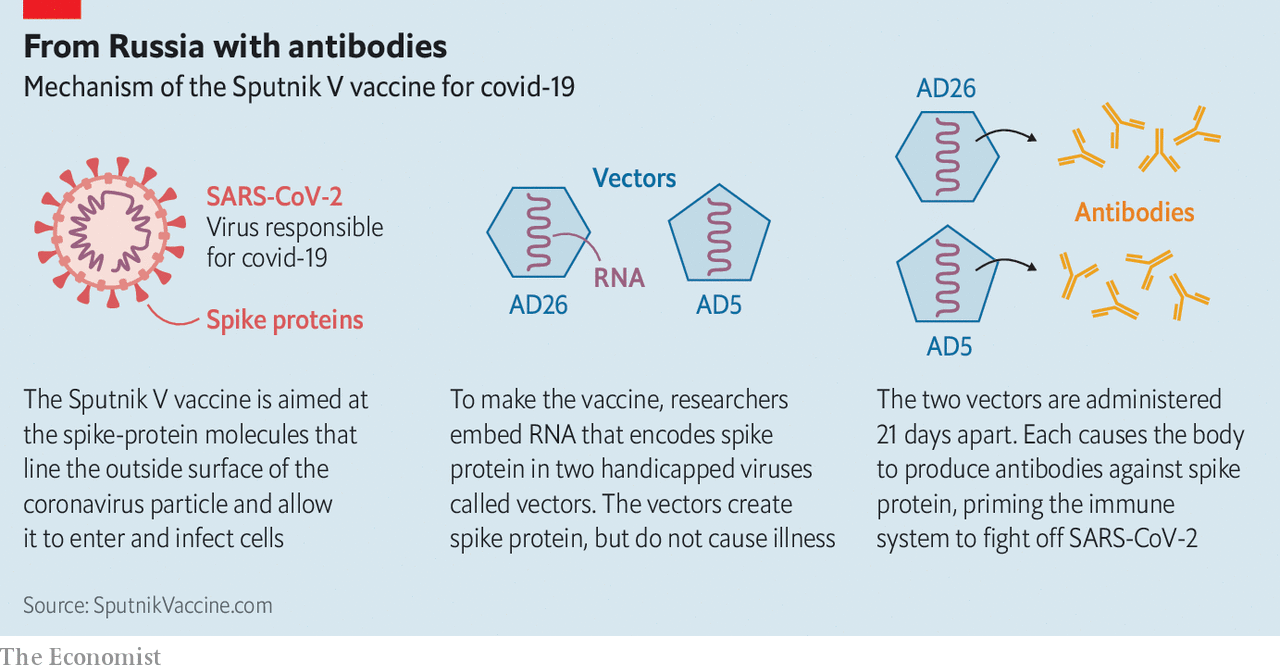 From Russia with antibodies
Mechanism of the Sputnik V vaccine for covid-19
SARS-CoV-2
Virus responsible
for covid-19
Spike proteins
The Sputnik V vaccine is aimed at
the spike-protein molecules that
line the outside surface of the
coronavirus particle and allow
it to enter and infect cells
Vectors
RNA
AD26
AD5
To make the vaccine, researchers
embed RNA that encodes spike
protein in two handicapped viruses
called vectors. The vectors create
spike protein, but do not cause illness
AD26
Antibodies
AD5
The two vectors are administered
21 days apart. Each causes the body
to produce antibodies against spike
protein, priming the immune
system to fight off SARS-CoV-2
Source: SputnikVaccine.com
The Economist